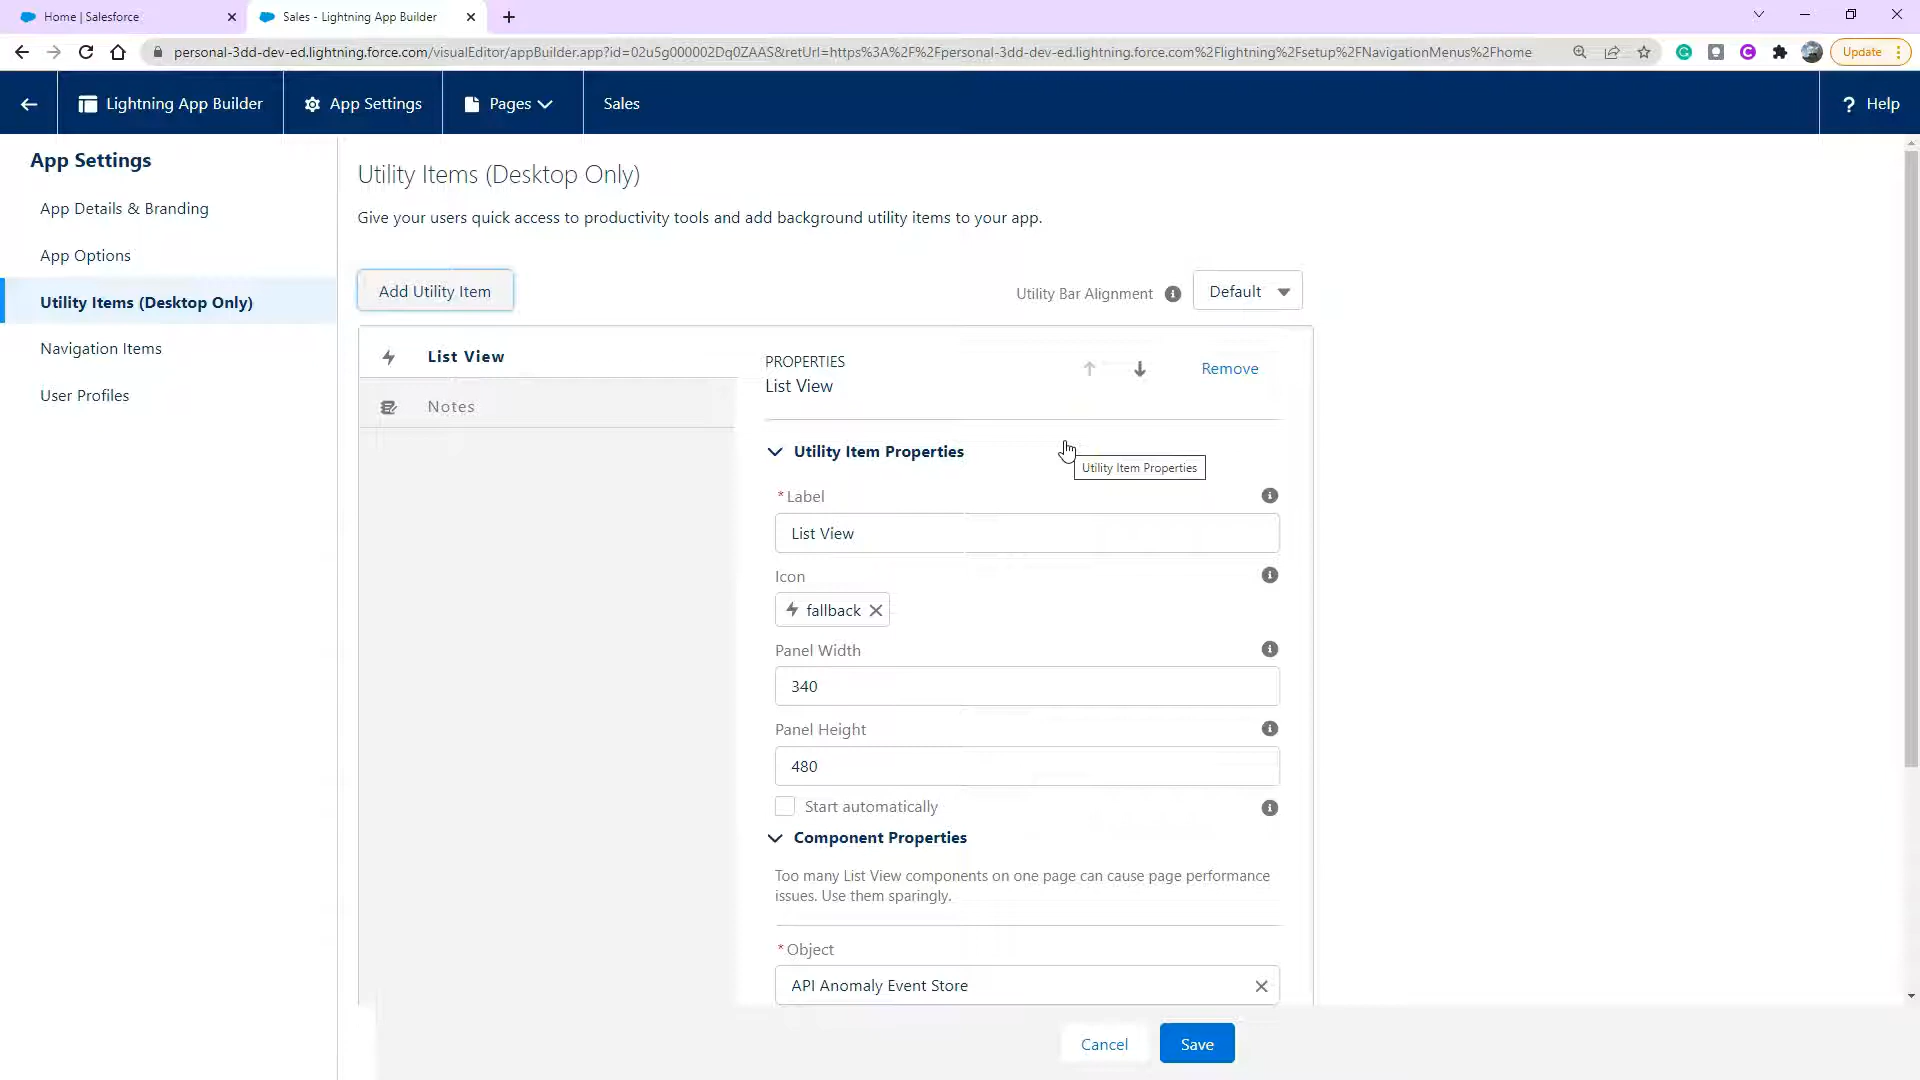 Home | Salesforce
Sales - Lightning App Builder
personal-3dd-dev-ed.lightning.force.com/visualEditor/appBuilder.app?id=02u5g000002Dq0ZAAS&retUrl=https%3A%2F%2Fpersonal-3dd-dev-ed.lightning.force.com%2Flightning%2Fsetup%2FNavigationMenus%2Fhome
Update
Lightning App Builder
App Settings
Pages
Sales
? Help
App Settings
App Details & Branding
App Options
Utility Items (Desktop Only)
Navigation Items
User Profiles
Utility Items (Desktop Only)
Give your users quick access to productivity tools and add background utility items to your app.
Add Utility Item
Utility Bar Alignment
Default
List View
Notes
PROPERTIES
List View
Remove
Utility Item Properties
Utility Item Properties
*Label
List View
Icon
fallback
Panel Width
340
Panel Height
480
Start automatically
Component Properties
Too many List View components on one page can cause page performance
issues. Use them sparingly.
*Object
API Anomaly Event Store
Cancel
Save